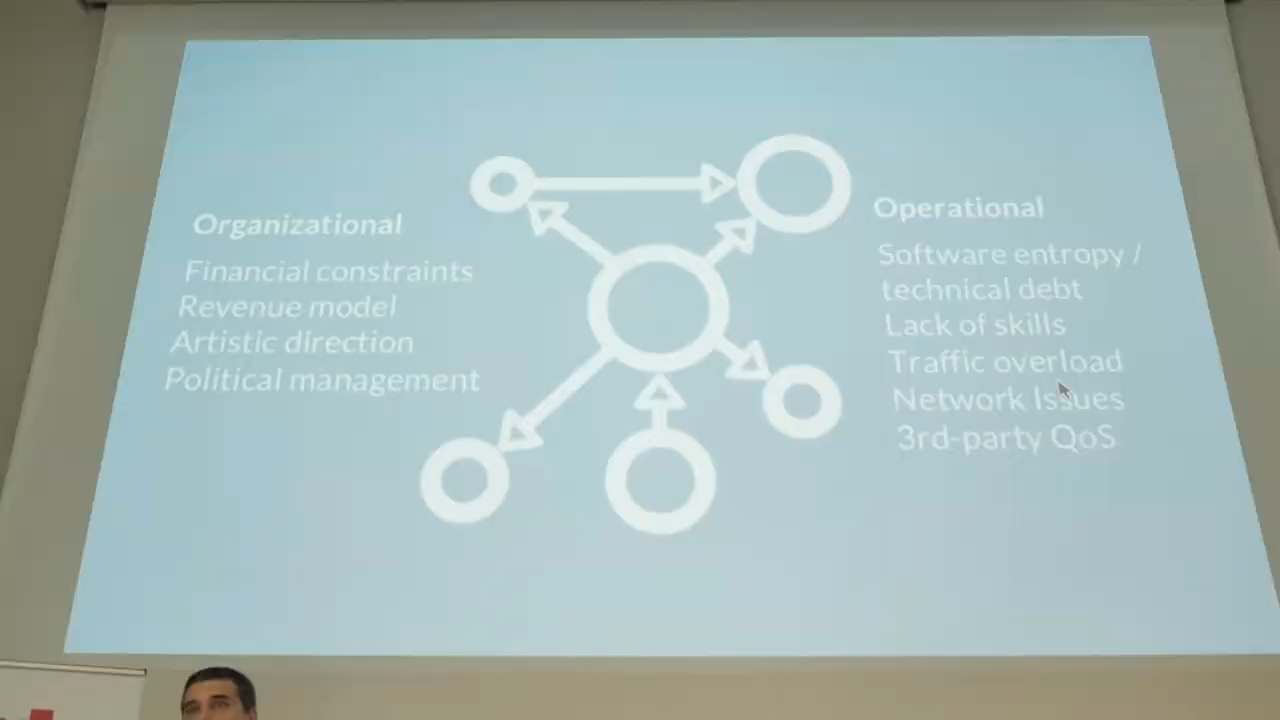 Organizational
Financial constraints
Revenue model
Artistic direction
Political management
Operational
Software entropy /
technical debt
Lack of skills
Traffic overload
Network Issues
3rd-party QoS